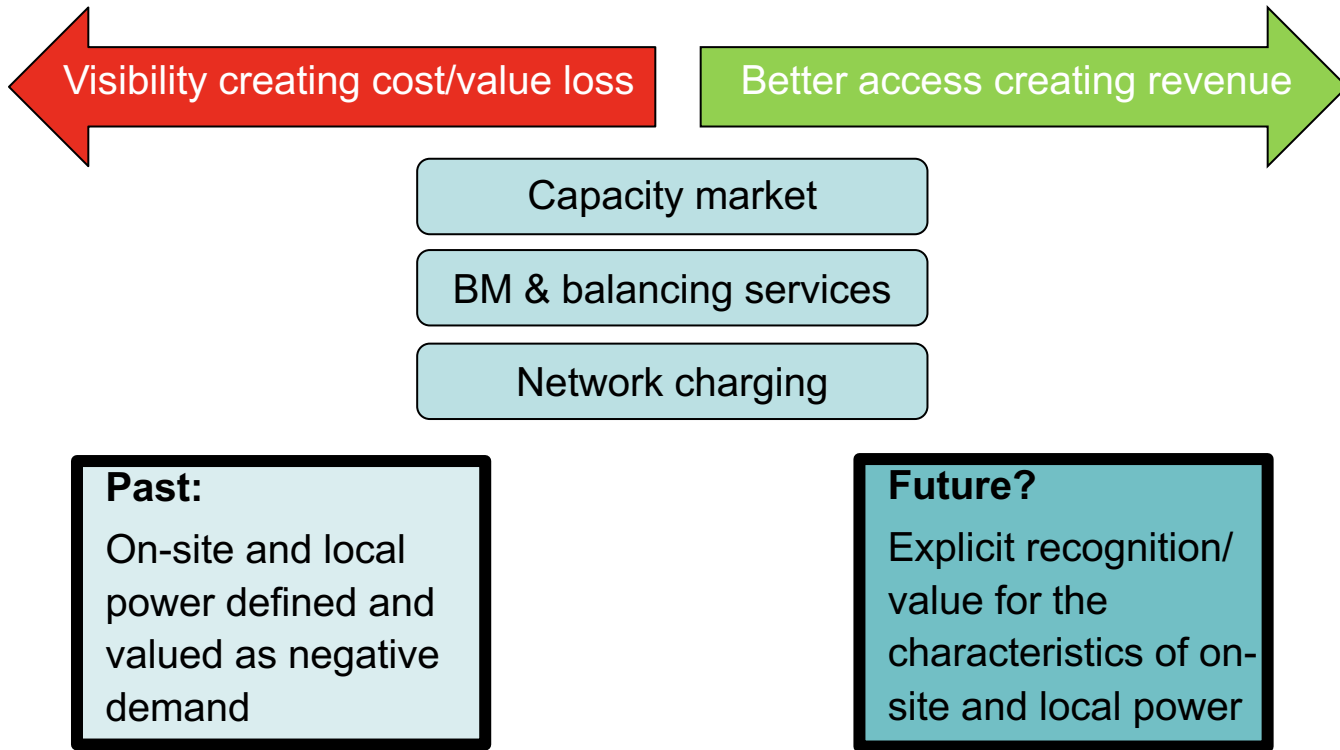 Visibility creating cost/value loss
Better access creating revenue
Capacity market
BM & balancing services
Network charging
Past:
On-site and local
power defined and
valued as negative
demand
Future?
Explicit recognition/
value for the
characteristics of on-
site and local power